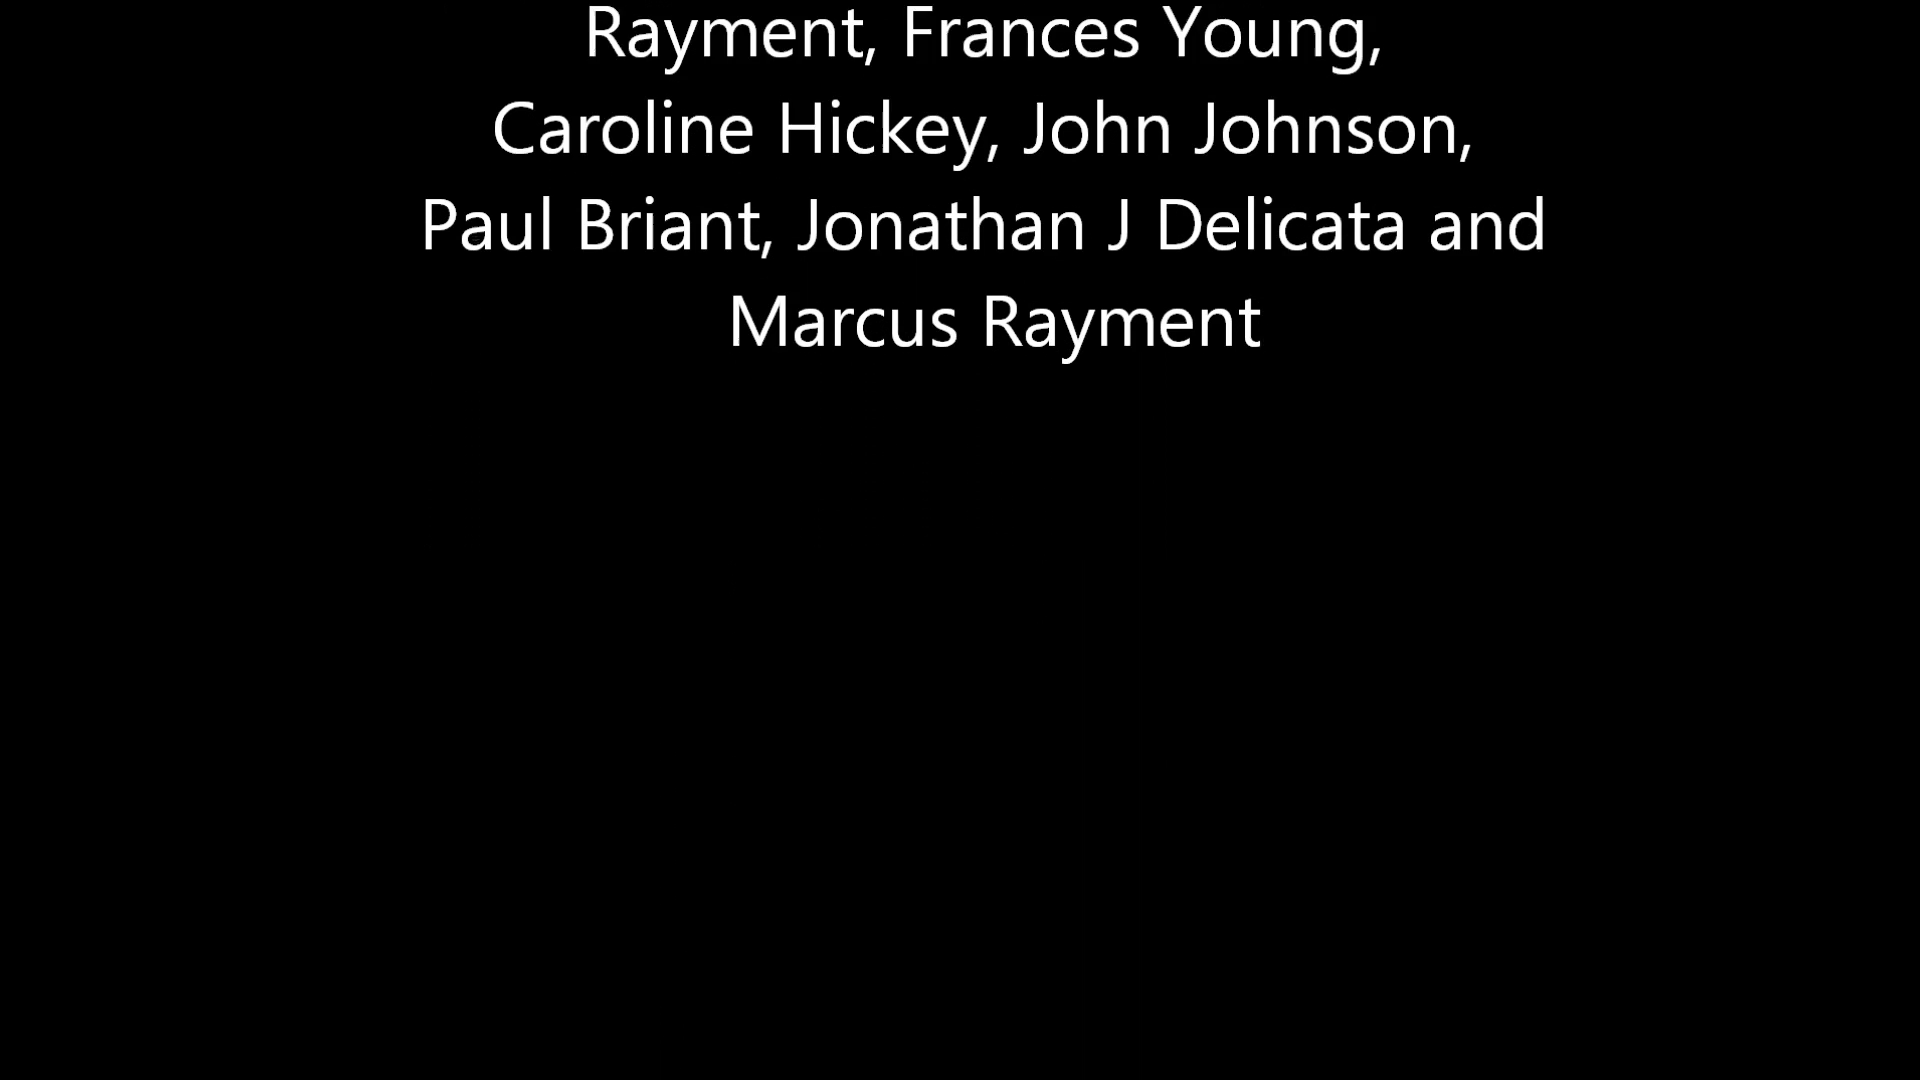 Rayment, Frances Young,
Caroline Hickey, John Johnson,
Paul Briant, Jonathan J Delicata and
Marcus Rayment